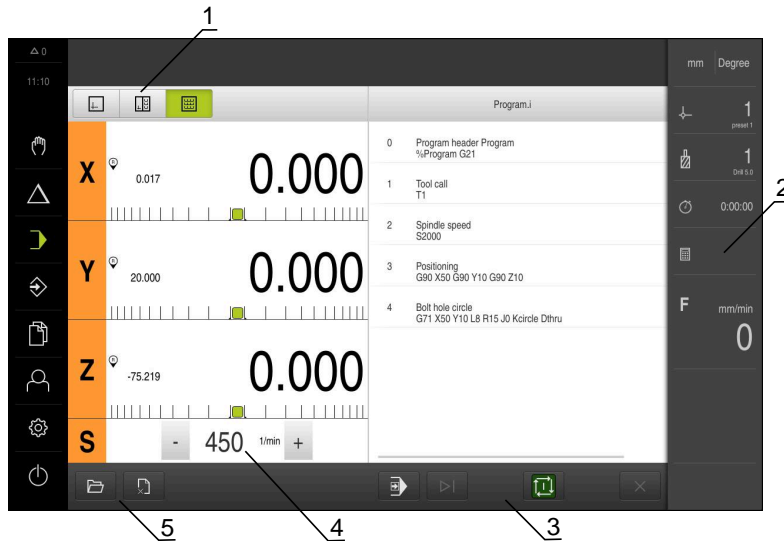 1
0
11:10
mm Degree
Program.i
X
R
0.017
0.000
Y
R
20.000
0.000
Z
R
-75.219
0.000
S
-
450
1/min
+
0 Program header Program
%Program G21
1 Tool call
T1
2 Spindle speed
S2000
3 Positioning
G90 X50 G90 Y10 G90 Z10
4 Bolt hole circle
G71 X50 Y10 L8 R15 J0 Kcircle Dthru
1
preset 1
1
Drill 5.0
0:00:00
2
F mm/min
0
5
4
3